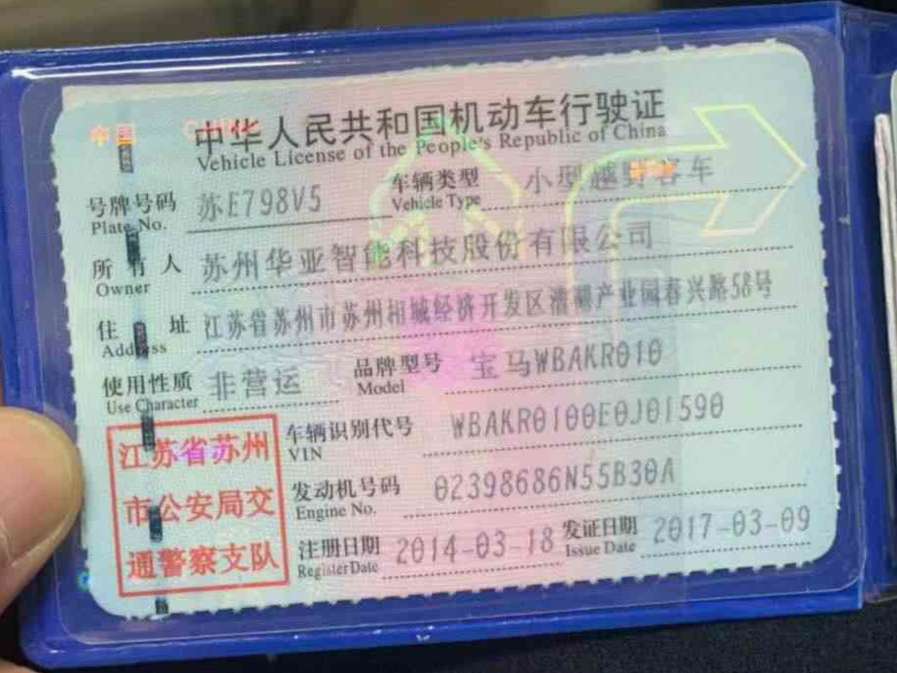 中国
中华人民共和国机动车行驶证
Vehicle License of the People's Republic of China
号牌号码 苏E798V5 车辆类型 小型越野客车
Plate No. Vehicle Type
所有人 苏州华亚智能科技股份有限公司
Owner
住址 江苏省苏州市苏州相城经济开发区漕湖产业园春兴路58号
Address
使用性质 非营运 品牌型号 宝马WBAKR010
Use Character Model
车辆识别代号 WBAKR0100E0J01590
VIN
发动机号码 02398686N55B30A
Engine No.
注册日期 2014-03-18 发证日期 2017-03-09
Register Date Issue Date
江苏省苏州
市公安局交
通警察支队